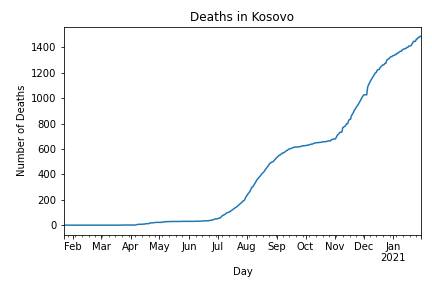 Deaths in Kosovo
Number of Deaths
1400
1200
1000
800
600
400
200
0
Feb Mar Apr May Jun Jul Aug Sep Oct Nov Dec Jan
2021
Day